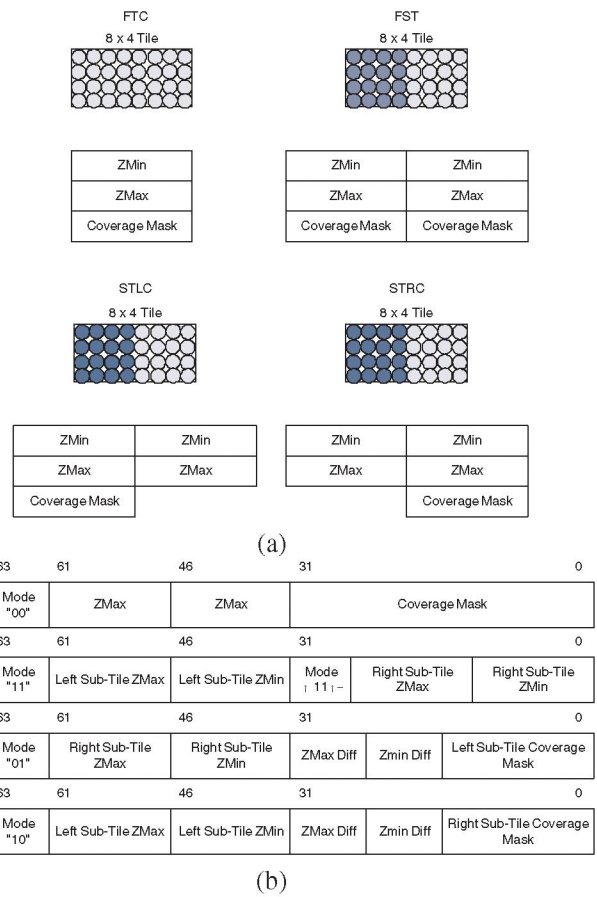 FTC
8 x 4 Tile
FST
8 x 4 Tile
ZMin
ZMax
Coverage Mask
ZMin
ZMin
ZMax
ZMax
Coverage Mask
Coverage Mask
STLC
8 x 4 Tile
STRC
8 x 4 Tile
ZMin
ZMin
ZMax
ZMax
Coverage Mask
ZMin
ZMin
ZMax
ZMax
Coverage Mask
(a)
63 61 46 31 0
Mode "00"
ZMax
ZMax
Coverage Mask
63 61 46 31 0
Mode "11"
Left Sub-Tile ZMax
Left Sub-Tile ZMin
Mode
11
Right Sub-Tile ZMax
Right Sub-Tile ZMin
63 61 46 31 0
Mode "01"
Right Sub-Tile ZMax
Right Sub-Tile ZMin
ZMax Diff
Zmin Diff
Left Sub-Tile Coverage Mask
63 61 46 31 0
Mode "10"
Left Sub-Tile ZMax
Left Sub-Tile ZMin
ZMax Diff
Zmin Diff
Right Sub-Tile Coverage Mask
(b)